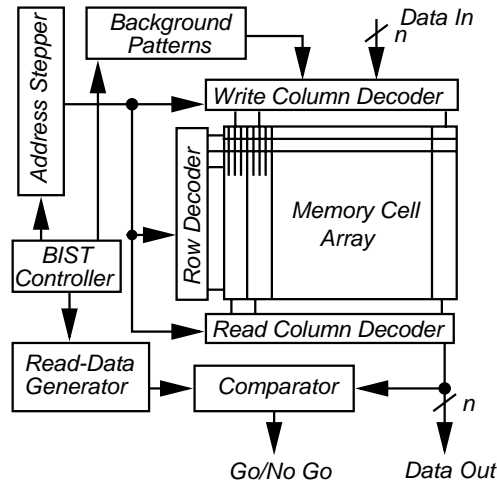 Background
Patterns
Data In
n
Address Stepper
Write Column Decoder
Row Decoder
Memory Cell
Array
BIST
Controller
Read Column Decoder
Read-Data
Generator
Comparator
n
Go/No Go
Data Out